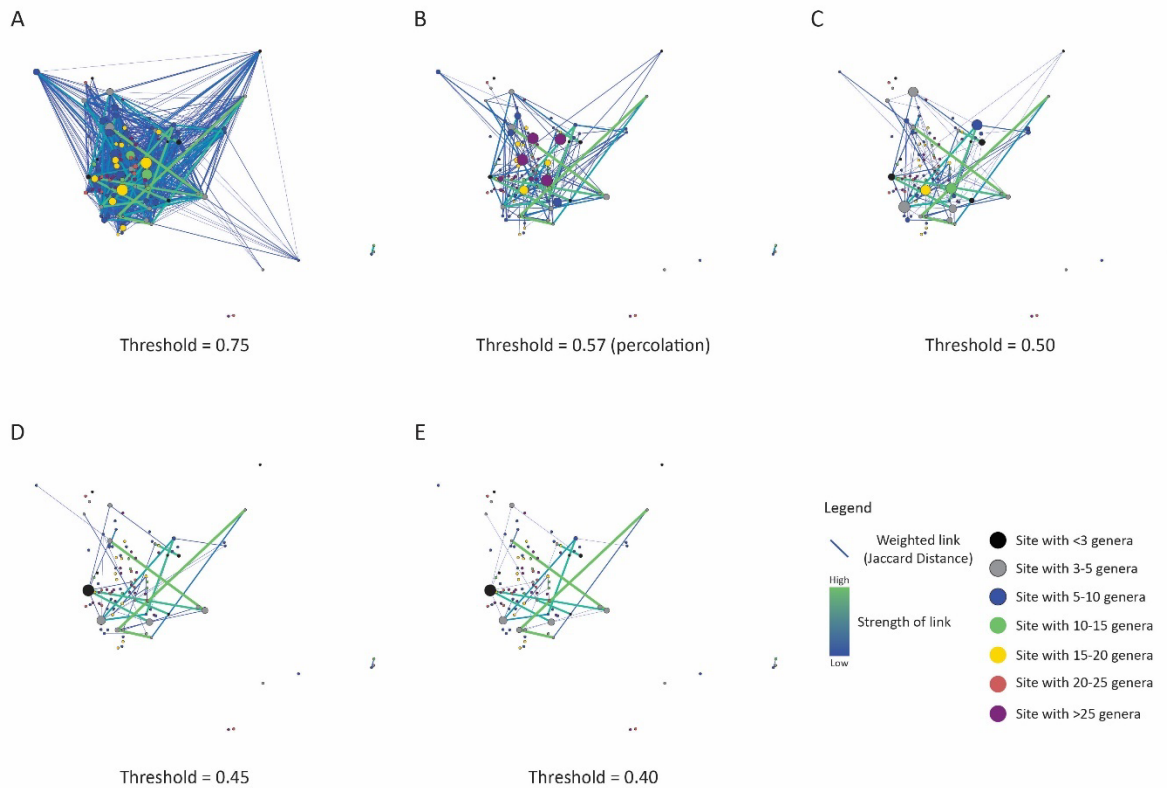 A
B
C
Threshold = 0.75
Threshold = 0.57 (percolation)
Threshold = 0.50
D
E
Legend
Weighted link
(Jaccard Distance)
High
Strength of link
Low
Site with <3 genera
Site with 3-5 genera
Site with 5-10 genera
Site with 10-15 genera
Site with 15-20 genera
Site with 20-25 genera
Site with >25 genera
Threshold = 0.45
Threshold = 0.40